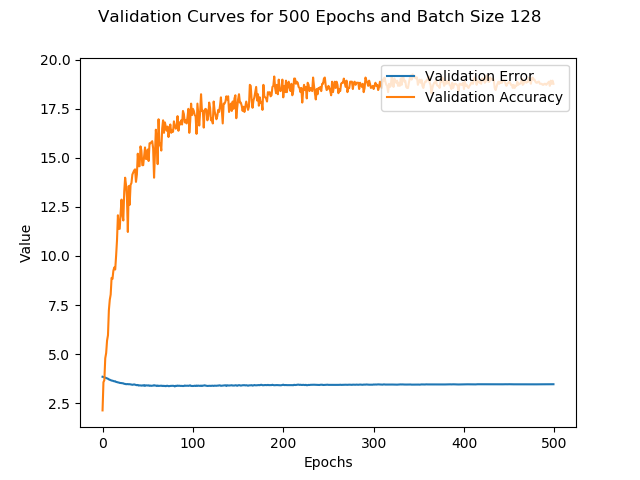 Validation Curves for 500 Epochs and Batch Size 128
20.0
17.5
15.0
12.5
10.0
7.5
5.0
2.5
Value
Validation Error
Validation Accuracy
0
100
200
300
400
500
Epochs